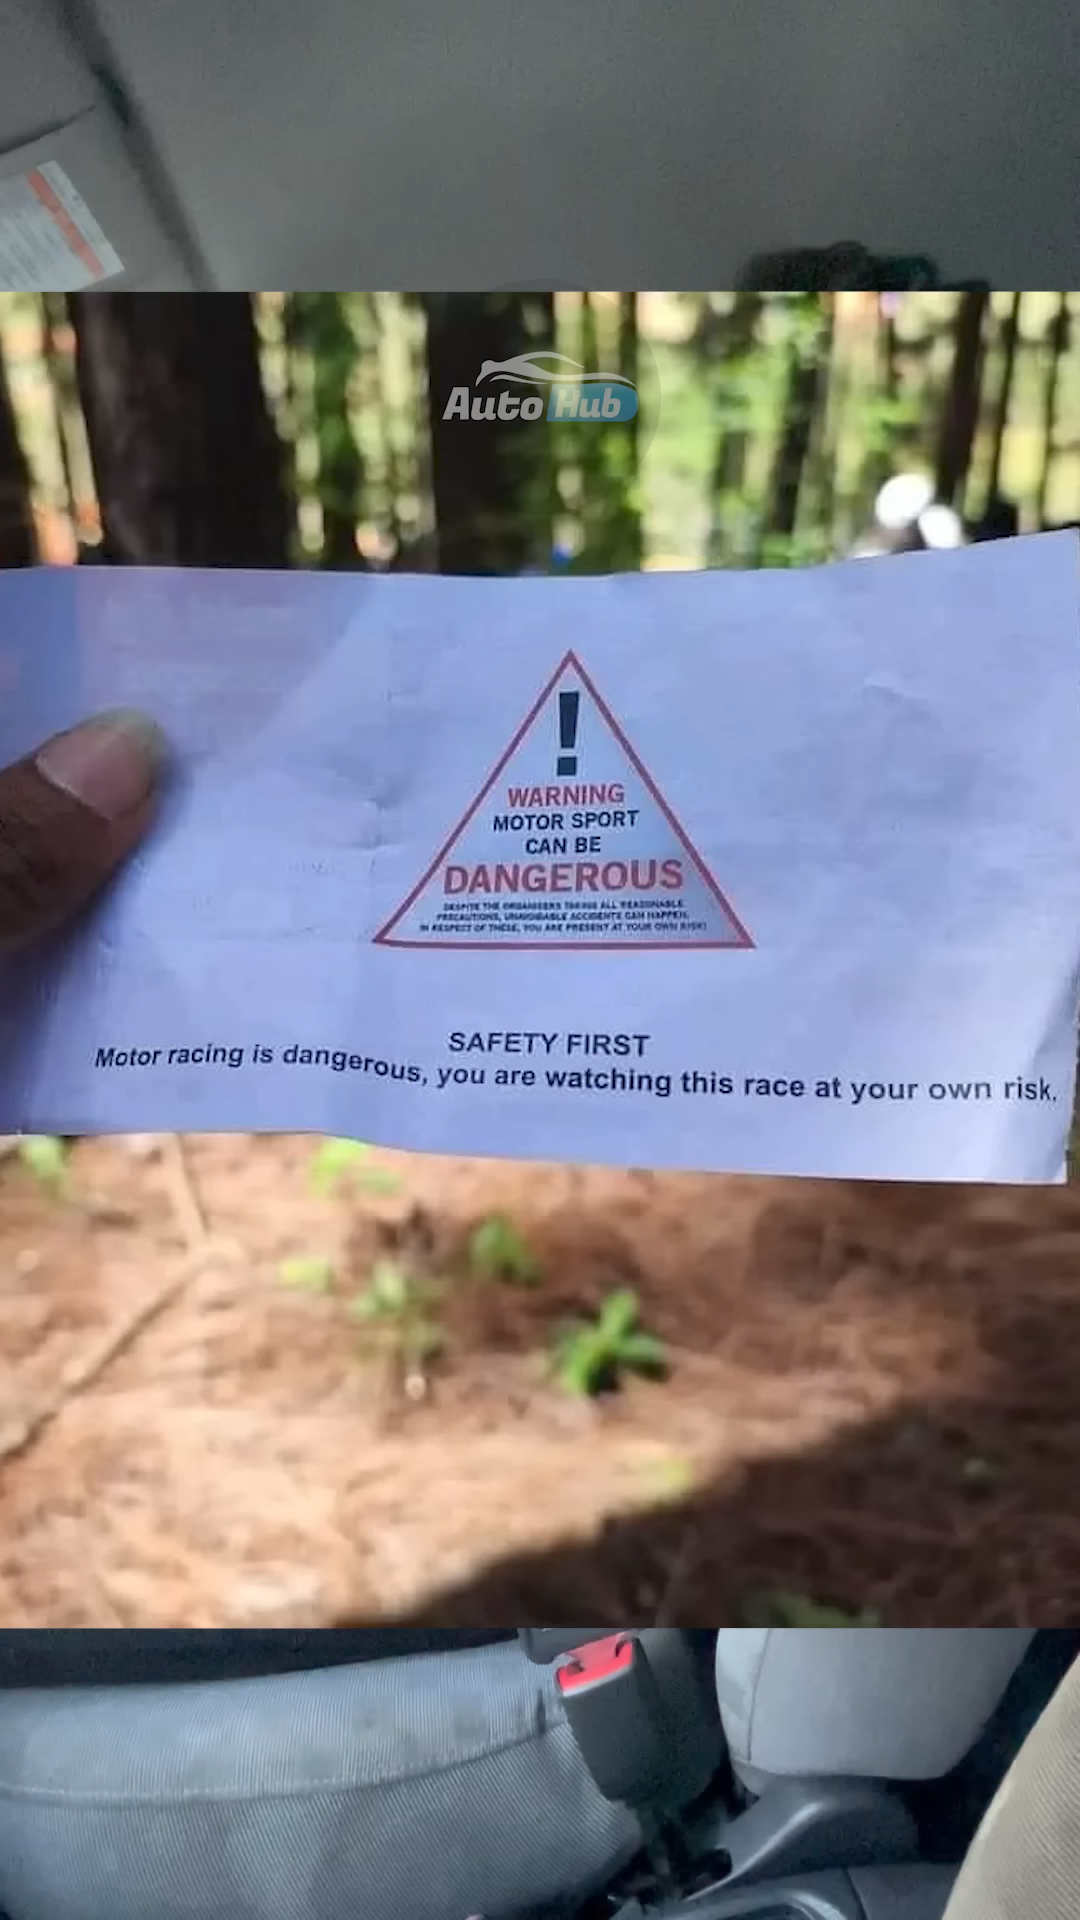 Auto Hub
!
WARNING
MOTOR SPORT
CAN BE
DANGEROUS
DESPITE THE ORGANISERS TAKING ALL REASONABLE
PRECAUTIONS, UNAVOIDABLE ACCIDENTS CAN HAPPEN.
IN RESPECT OF THESE, YOU ARE PRESENT AT YOUR OWN RISK!
SAFETY FIRST
Motor racing is dangerous, you are watching this race at your own risk.